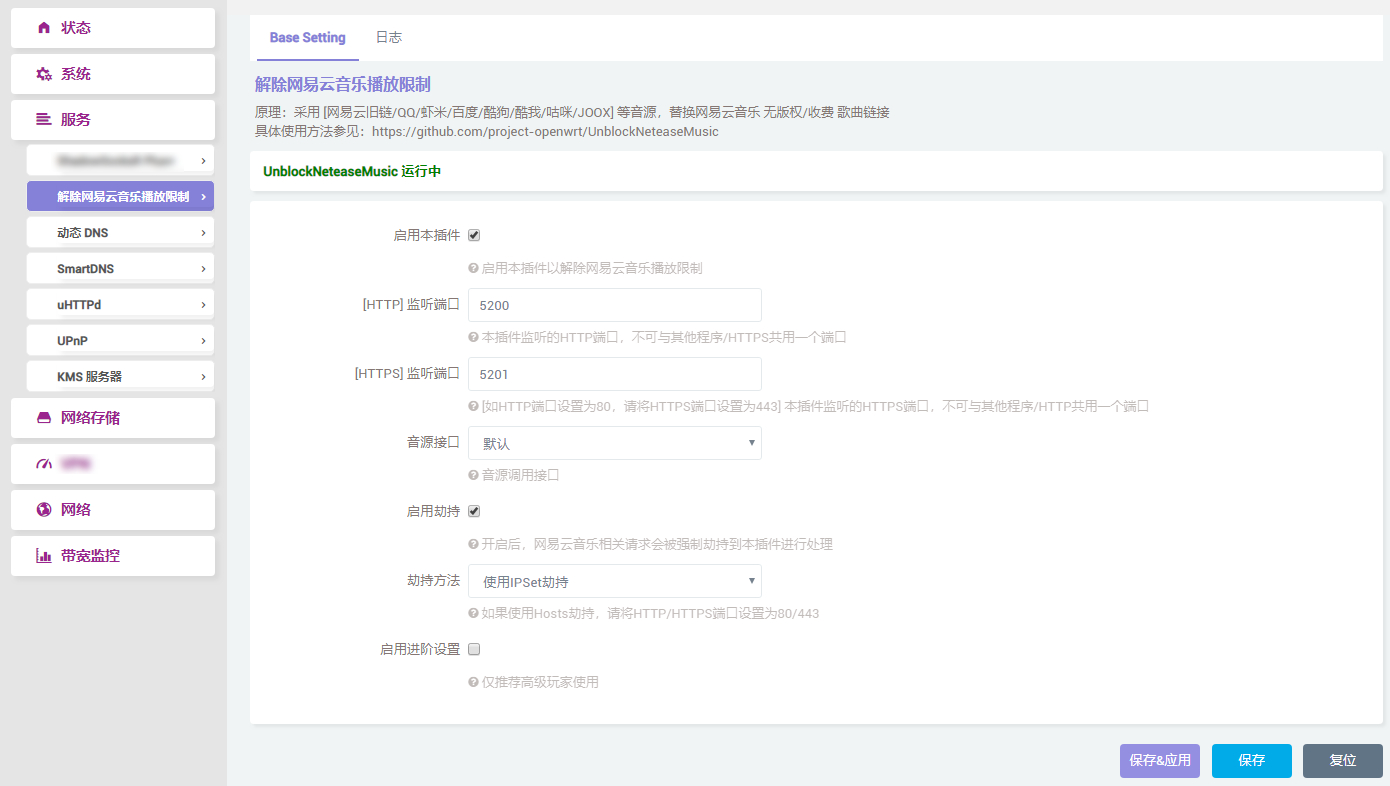 状态
系统
服务
解除网易云音乐播放限制
动态 DNS
SmartDNS
uHTTPd
UPnP
KMS 服务器
网络存储
网络
带宽监控
Base Setting
日志
解除网易云音乐播放限制
原理：采用 [网易云旧链/QQ/虾米/百度/酷狗/酷我/咕咪/JOOX] 等音源，替换网易云音乐 无版权/收费 歌曲链接
具体使用方法参见：https://github.com/project-openwrt/UnblockNeteaseMusic
UnblockNeteaseMusic 运行中
启用本插件
启用本插件以解除网易云音乐播放限制
[HTTP] 监听端口 5200
本插件监听的HTTP端口，不可与其他程序/HTTPS共用一个端口
[HTTPS] 监听端口 5201
[如HTTP端口设置为80，请将HTTPS端口设置为443] 本插件监听的HTTPS端口，不可与其他程序/HTTP共用一个端口
音源接口 默认
音源调用接口
启用劫持
开启后，网易云音乐相关请求会被强制劫持到本插件进行处理
劫持方法 使用IPSet劫持
如果使用Hosts劫持，请将HTTP/HTTPS端口设置为80/443
启用进阶设置
仅推荐高级玩家使用
保存&应用 保存 复位